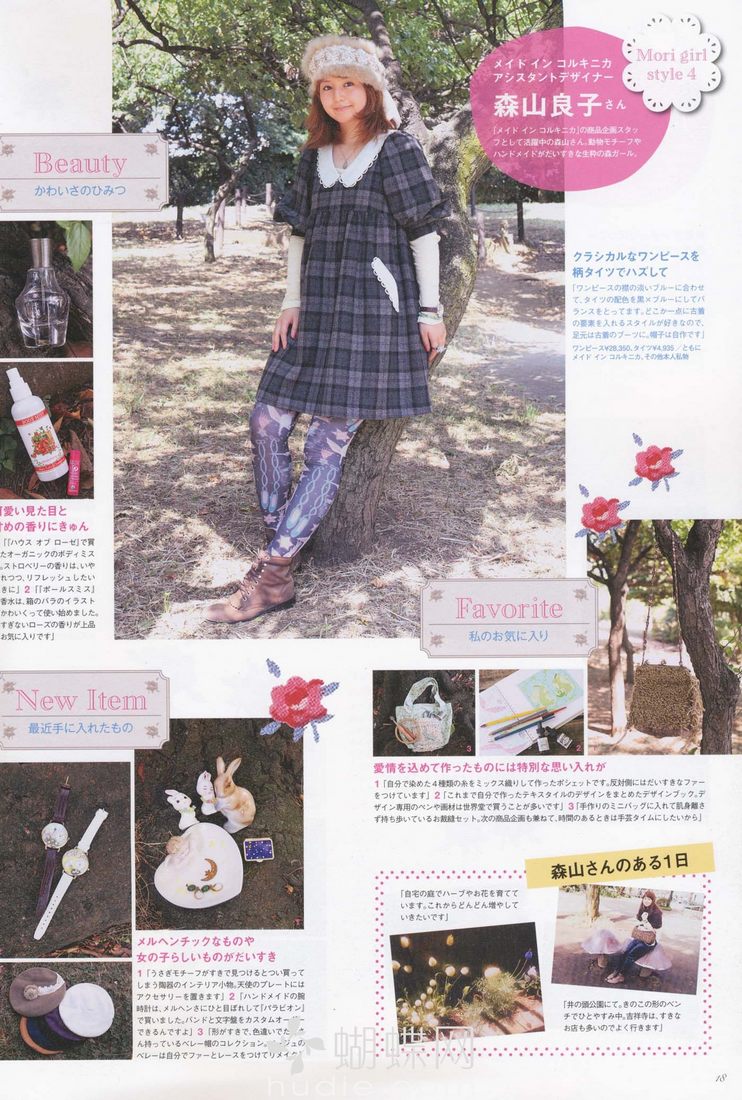 Mori girl
style 4
メイド イン コルキニカ
アシスタントデザイナー
森山良子さん
「メイド イン コルキニカ」の商品企画スタッ
フとして活躍中の森山さん。動物モチーフや
ハンドメイドがだいすきな生粋の森ガール。
クラシカルなワンピースを
柄タイツでハズして
「ワンピースの襟の淡いブルーに合わせ
て、タイツの配色を黒×ブルーにしてバ
ランスをとってます。どこか一点に古着
の要素を入れるスタイルが好きなので、
足元は古着のブーツに。帽子は自作です」
ワンピース¥28,350、タイツ¥4,935／ともに
メイド イン コルキニカ、その他本人私物
Beauty
かわいさのひみつ
可愛い見た目と
甘めの香りにきゅん
1「『ハウス オブ ローゼ』で買
たオーガニックのボディミス
。ストロベリーの香りは、いや
れつつ、リフレッシュしたい
きに」2「『ポールスミス』
香水は、箱のバラのイラスト
かわいくって使い始めました。
すぎないローズの香りが上品
お気に入りです」
Favorite
私のお気に入り
3
2
愛情を込めて作ったものには特別な思い入れが
1「自分で染めた4種類の糸をミックス織りして作ったポシェットです。反対側にはだいすきなファー
をつけています」2「これまで自分で作ったテキスタイルのデザインをまとめたデザインブック。デ
ザイン専用のペンや画材は世界堂で買うことが多いです」3「手作りのミニバッグに入れて肌身離さ
ず持ち歩いているお裁縫セット。次の商品企画も兼ねて、時間のあるときは手芸タイムにしたいから」
New Item
最近手に入れたもの
メルヘンチックなものや
女の子らしいものがだいすき
1「うさぎモチーフがすきで見つけるとつい買って
しまう陶器のインテリア小物。天使のプレートには
アクセサリーを置きます」2「ハンドメイドの腕
時計は、メルヘンさにひと目ぼれして『パラビオン』
で買いました。バンドと文字盤をカスタムオー
できるんですよ」3「形がすきで、色違いで
ん持っているベレー帽のコレクション。
ベレーは自分でファーとレースをつけてリメイク
森山さんのある1日
「自宅の庭でハーブやお花を育てて
います。これからどんどん増やして
いきたいです」
「井の頭公園にて。きのこの形のベン
チでひとやすみ中。吉祥寺は、すき
なお店も多いのでよく行きます」
蝴蝶网
hudie
18